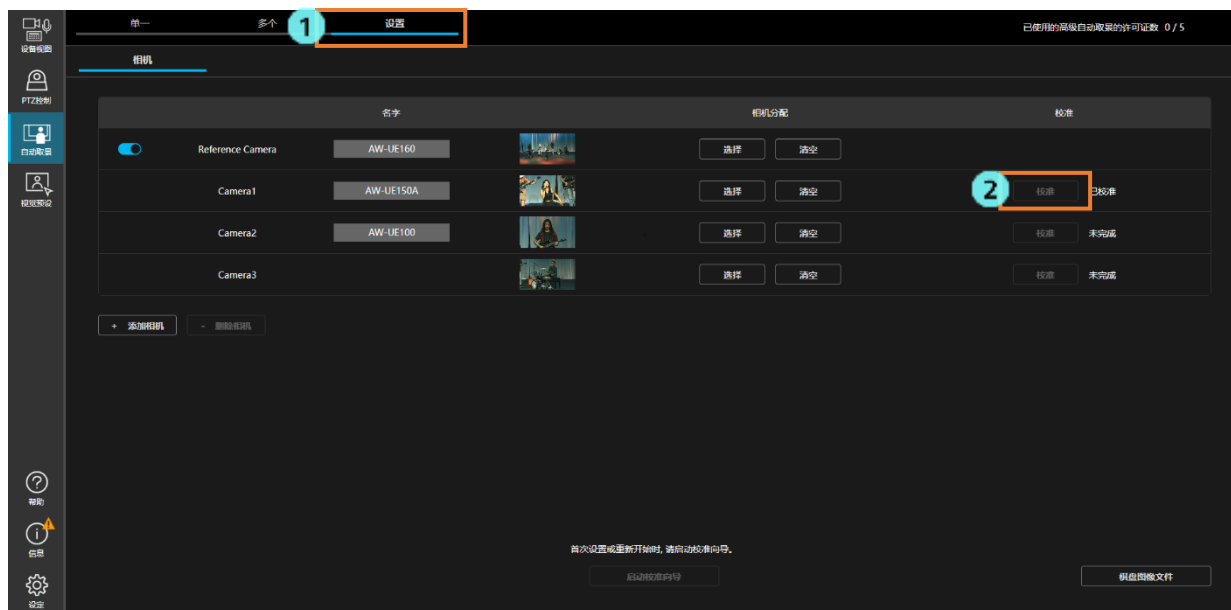 单一 多个 1 设置 已使用的高级自动取景的许可证数 0 / 5
设备视图
相机
PTZ控制
名字 相机分配 校准
自动取景
Reference Camera AW-UE160 选择 清空
Camera1 AW-UE150A 选择 清空 2 校准 已校准
视觉预设
Camera2 AW-UE100 选择 清空 校准 未完成
Camera3 选择 清空 校准 未完成
+ 添加相机 - 删除相机
帮助
信息
首次设置或重新开始时, 请启动校准向导。
启动校准向导 棋盘图像文件
设定